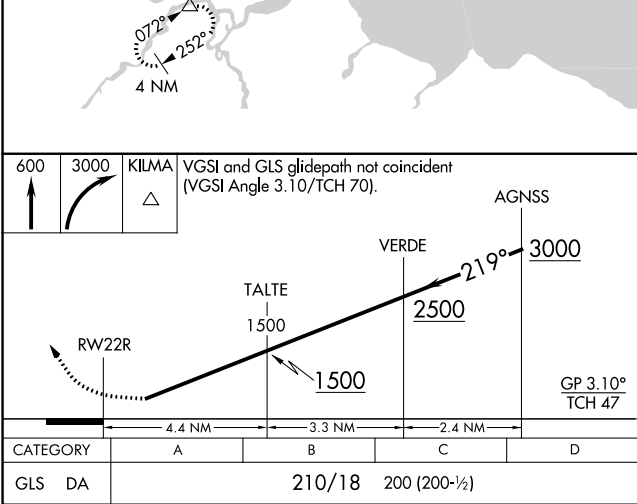 072°
252°
4 NM
600
3000
KILMA
VGSI and GLS glidepath not coincident
(VGSI Angle 3.10/TCH 70).
AGNSS
VERDE
219°
3000
TALTE
2500
1500
RW22R
1500
GP 3.10°
TCH 47
4.4 NM
3.3 NM
2.4 NM
CATEGORY A B C D
GLS DA 210/18 200 (200-½)